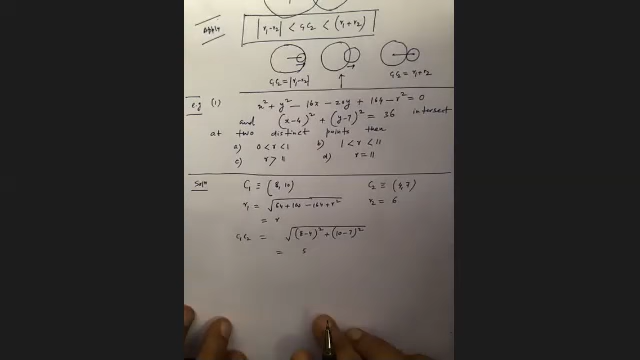 Apply |r₁-r₂| < C₁C₂ < (r₁+r₂)
C₁C₂ = |r₁-r₂| C₁C₂ = r₁+r₂
e.g (1) x² + y² - 16x - 20y + 164 - r² = 0
and (x-4)² + (y-7)² = 36 intersect
at two distinct points then
a) 0 < r < 1 b) 1 < r < 11
c) r > 11 d) r = 11
Soln C₁ ≡ (8, 10) C₂ ≡ (4, 7)
r₁ = √64+100-164+r² r₂ = 6
= r
C₁C₂ = √(8-4)² + (10-7)²
= 5